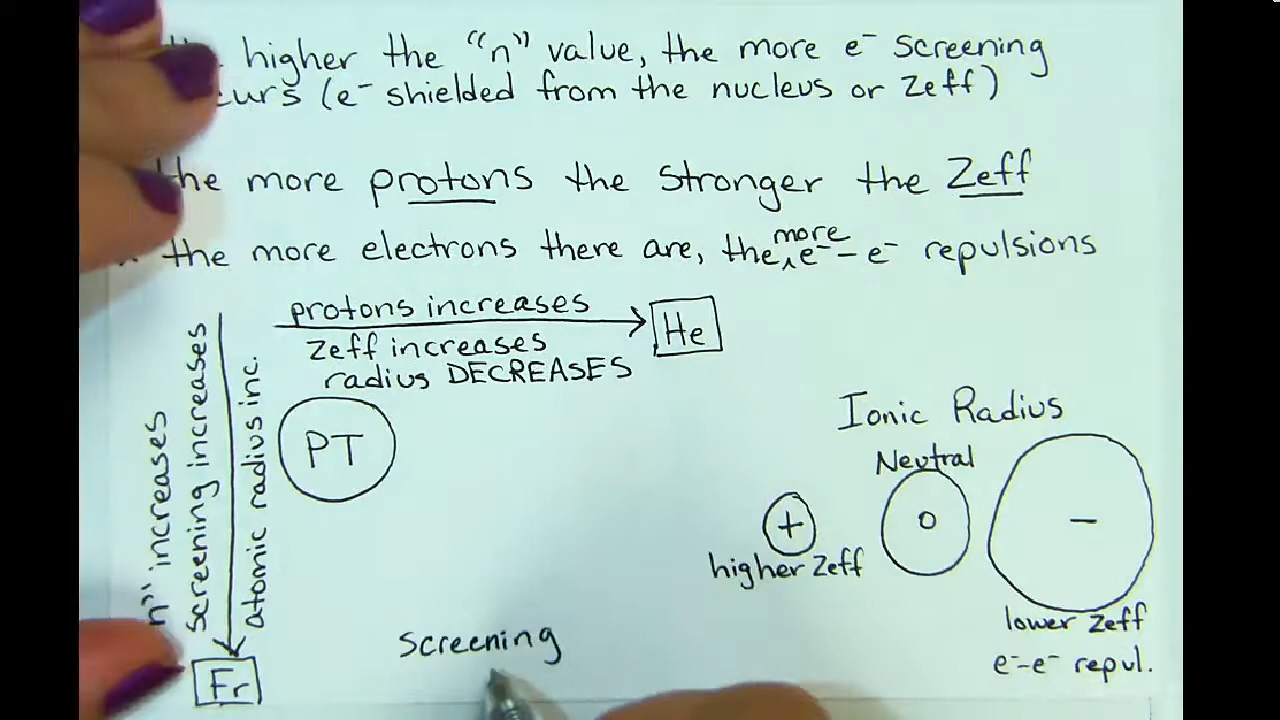 higher the "n" value, the more e⁻ screening
curs (e⁻ shielded from the nucleus or Zeff)
the more protons the stronger the Zeff
the more electrons there are, the more e⁻-e⁻ repulsions
protons increases
He
Zeff increases
radius DECREASES
n" increases
screening increases
atomic radius inc.
PT
Ionic Radius
Neutral
+
o
−
higher Zeff
lower Zeff
e⁻-e⁻ repul.
screening
Fr